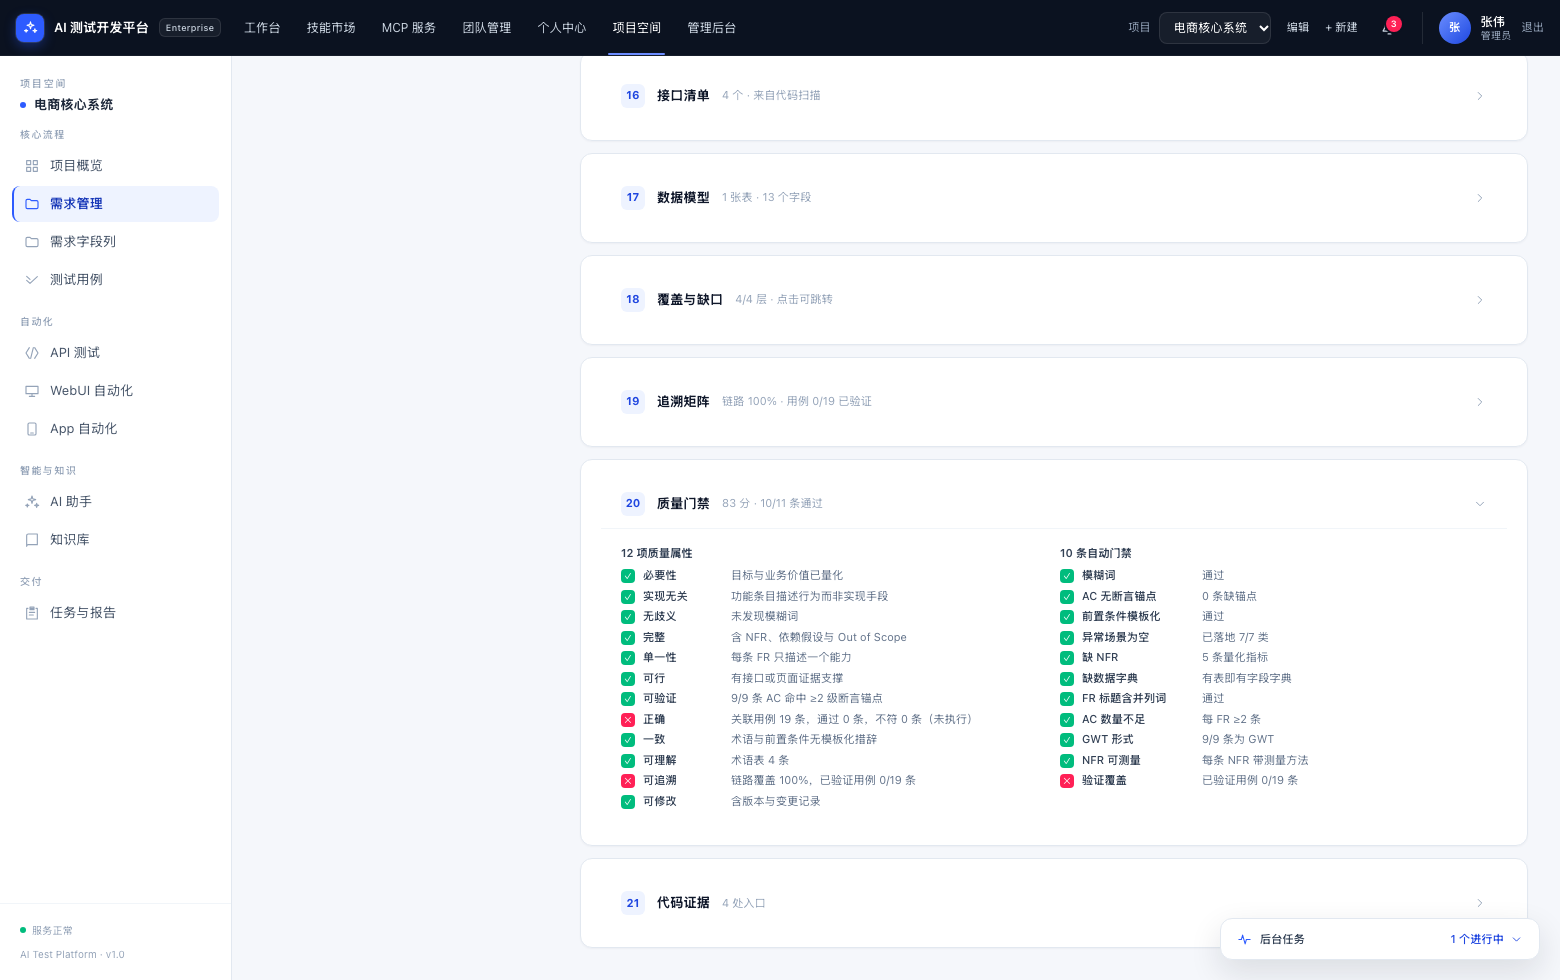 AI 测试开发平台 Enterprise 工作台 技能市场 MCP 服务 团队管理 个人中心 项目空间 管理后台 项目 电商核心系统 编辑 + 新建 3 张 张伟 管理员 退出
项目空间
电商核心系统
核心流程
项目概览
需求管理
需求字段列
测试用例
自动化
API 测试
WebUI 自动化
App 自动化
智能与知识
AI 助手
知识库
交付
任务与报告
服务正常
AI Test Platform · v1.0
16 接口清单 4 个 · 来自代码扫描
17 数据模型 1 张表 · 13 个字段
18 覆盖与缺口 4/4 层 · 点击可跳转
19 追溯矩阵 链路 100% · 用例 0/19 已验证
20 质量门禁 83 分 · 10/11 条通过
12 项质量属性
必要性 目标与业务价值已量化
实现无关 功能条目描述行为而非实现手段
无歧义 未发现模糊词
完整 含 NFR、依赖假设与 Out of Scope
单一性 每条 FR 只描述一个能力
可行 有接口或页面证据支撑
可验证 9/9 条 AC 命中 ≥2 级断言锚点
正确 关联用例 19 条，通过 0 条，不符 0 条（未执行）
一致 术语与前置条件无模板化措辞
可理解 术语表 4 条
可追溯 链路覆盖 100%，已验证用例 0/19 条
可修改 含版本与变更记录
10 条自动门禁
模糊词 通过
AC 无断言锚点 0 条缺锚点
前置条件模板化 通过
异常场景为空 已落地 7/7 类
缺 NFR 5 条量化指标
缺数据字典 有表即有字段字典
FR 标题含并列词 通过
AC 数量不足 每 FR ≥2 条
GWT 形式 9/9 条为 GWT
NFR 可测量 每条 NFR 带测量方法
验证覆盖 已验证用例 0/19 条
21 代码证据 4 处入口
后台任务 1 个进行中